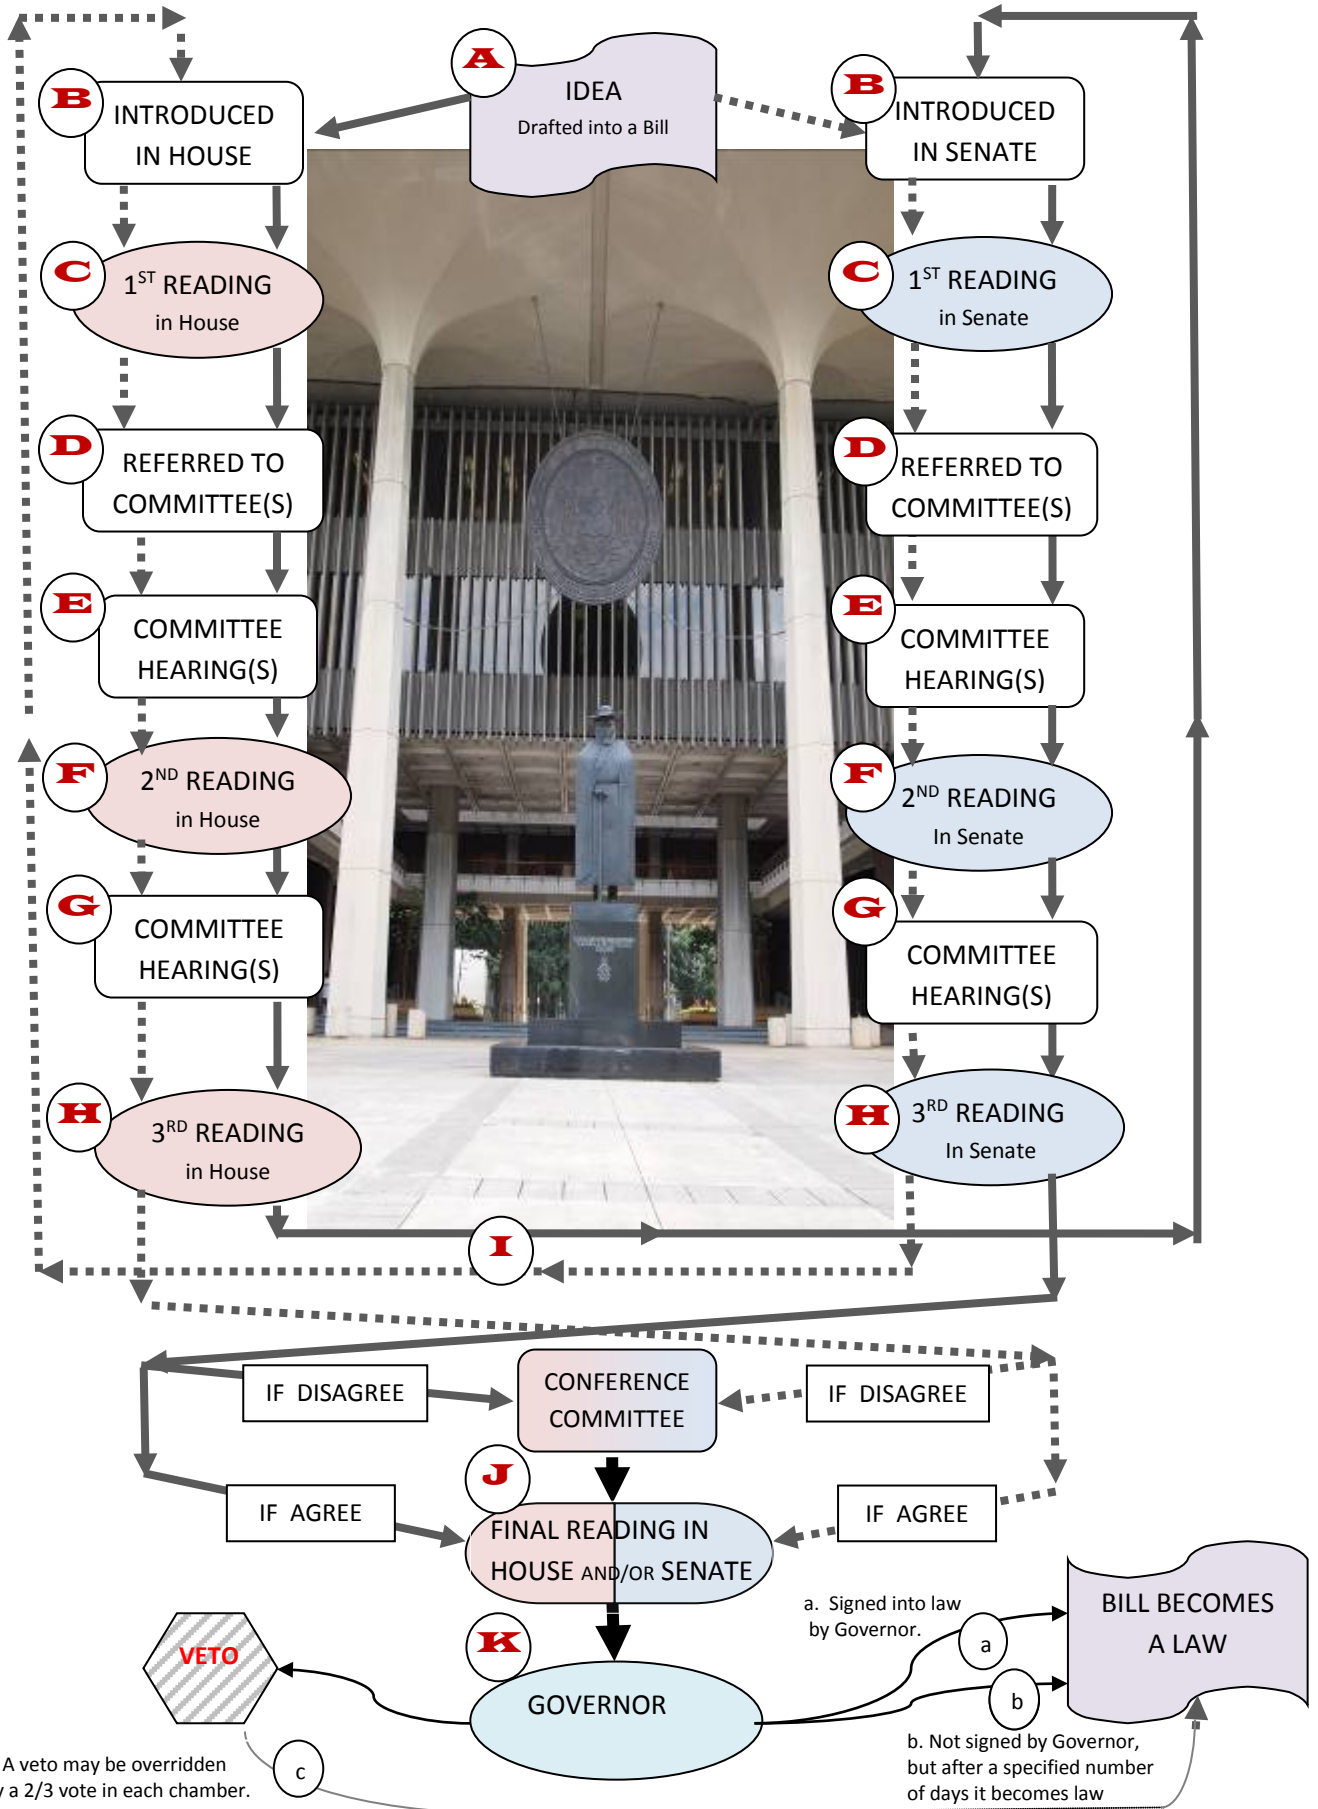 A
IDEA
Drafted into a Bill
B
INTRODUCED
IN HOUSE
B
INTRODUCED
IN SENATE
C
1ST READING
in House
C
1ST READING
in Senate
D
REFERRED TO
COMMITTEE(S)
D
REFERRED TO
COMMITTEE(S)
E
COMMITTEE
HEARING(S)
E
COMMITTEE
HEARING(S)
F
2ND READING
in House
F
2ND READING
In Senate
G
COMMITTEE
HEARING(S)
G
COMMITTEE
HEARING(S)
H
3RD READING
in House
H
3RD READING
In Senate
I
IF DISAGREE
CONFERENCE
COMMITTEE
IF DISAGREE
J
IF AGREE
FINAL READING IN
HOUSE AND/OR SENATE
IF AGREE
K
GOVERNOR
VETO
a. Signed into law
by Governor.
a
BILL BECOMES
A LAW
b
b. Not signed by Governor,
but after a specified number
of days it becomes law
A veto may be overridden
a 2/3 vote in each chamber.
c